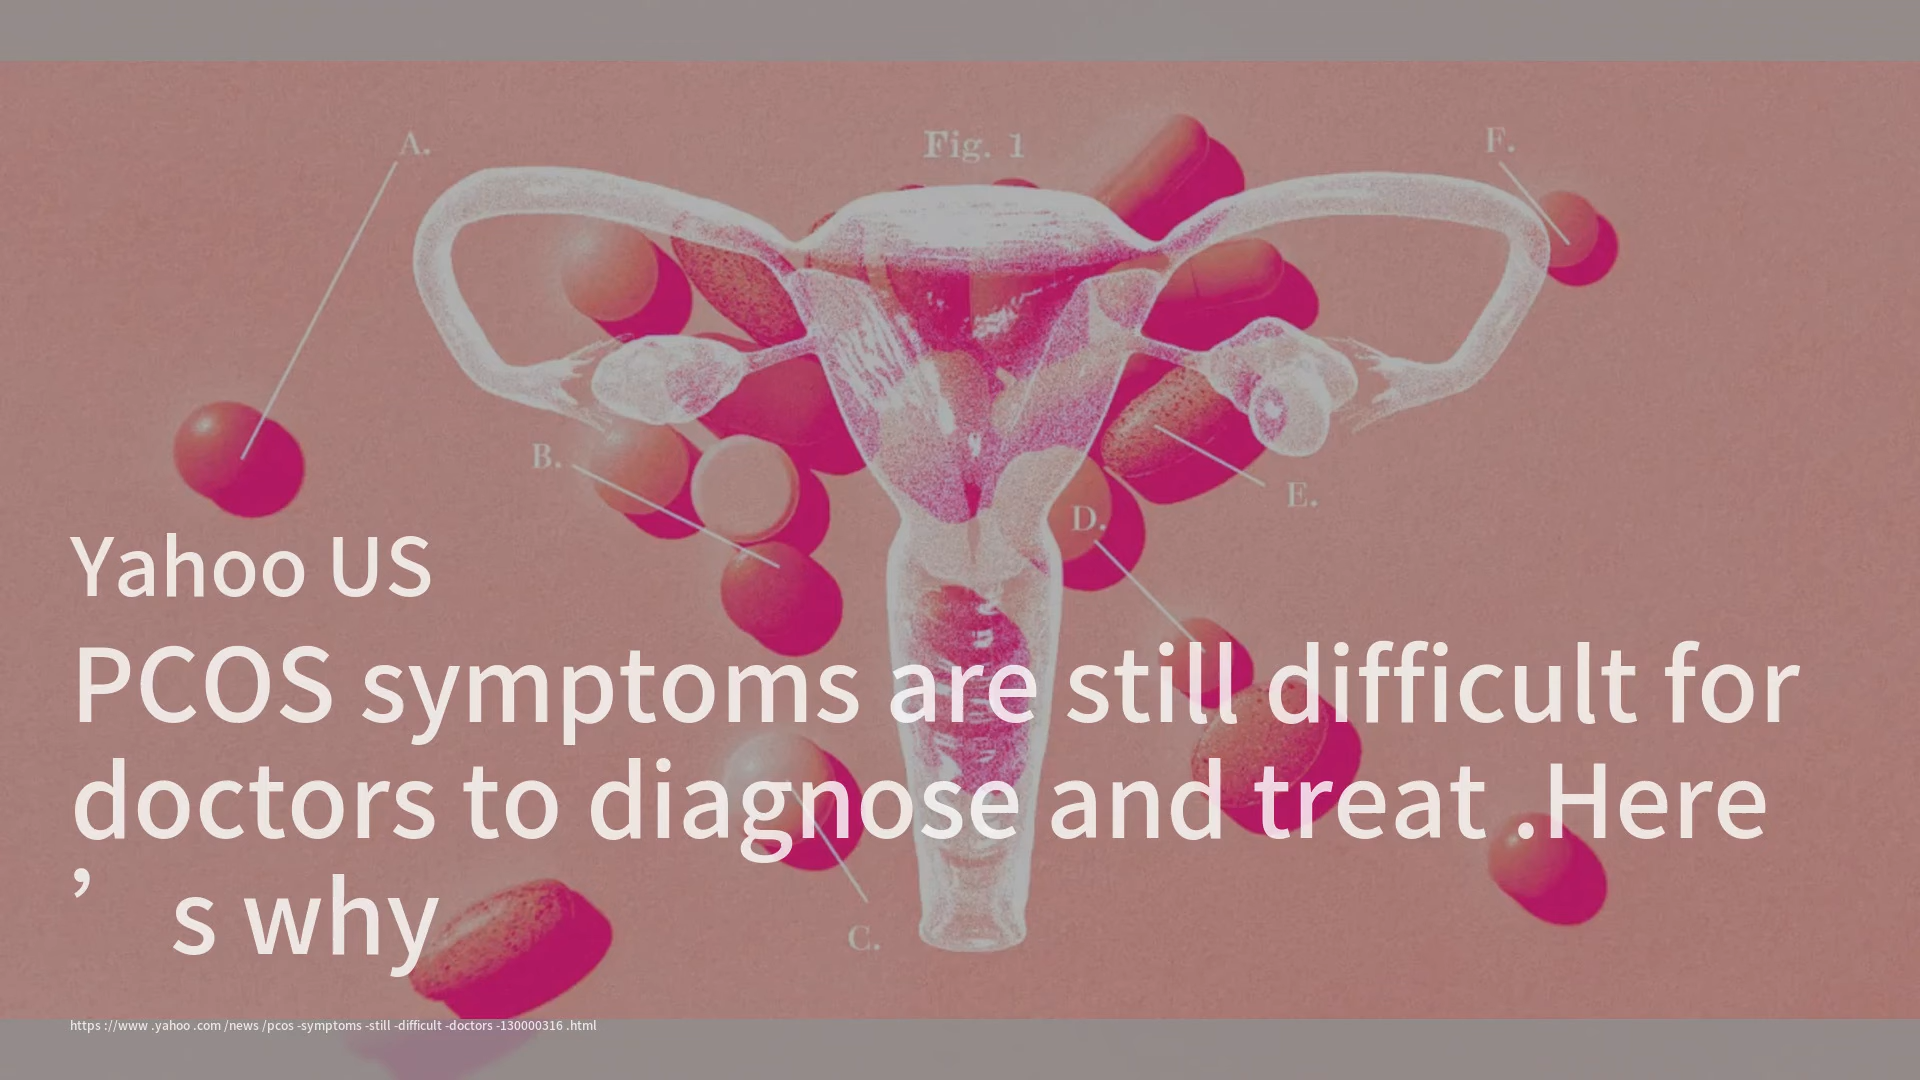 A.
Fig. 1
F.
B.
E.
D.
Yahoo US
PCOS symptoms are still difficult for
doctors to diagnose and treat .Here
’ s why
C.
https ://www .yahoo .com /news /pcos -symptoms -still -difficult -doctors -130000316 .html